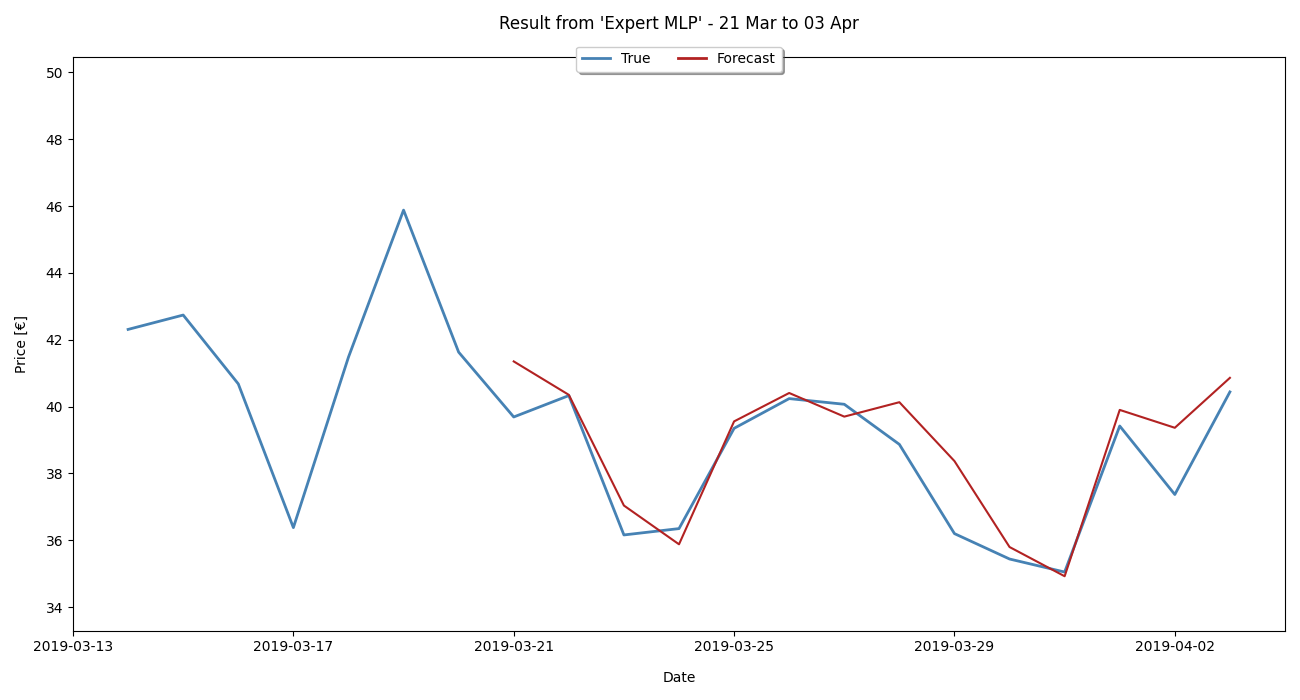 Result from 'Expert MLP' - 21 Mar to 03 Apr
True Forecast
50
48
46
44
42
40
38
36
34
Price [€]
2019-03-13 2019-03-17 2019-03-21 2019-03-25 2019-03-29 2019-04-02
Date